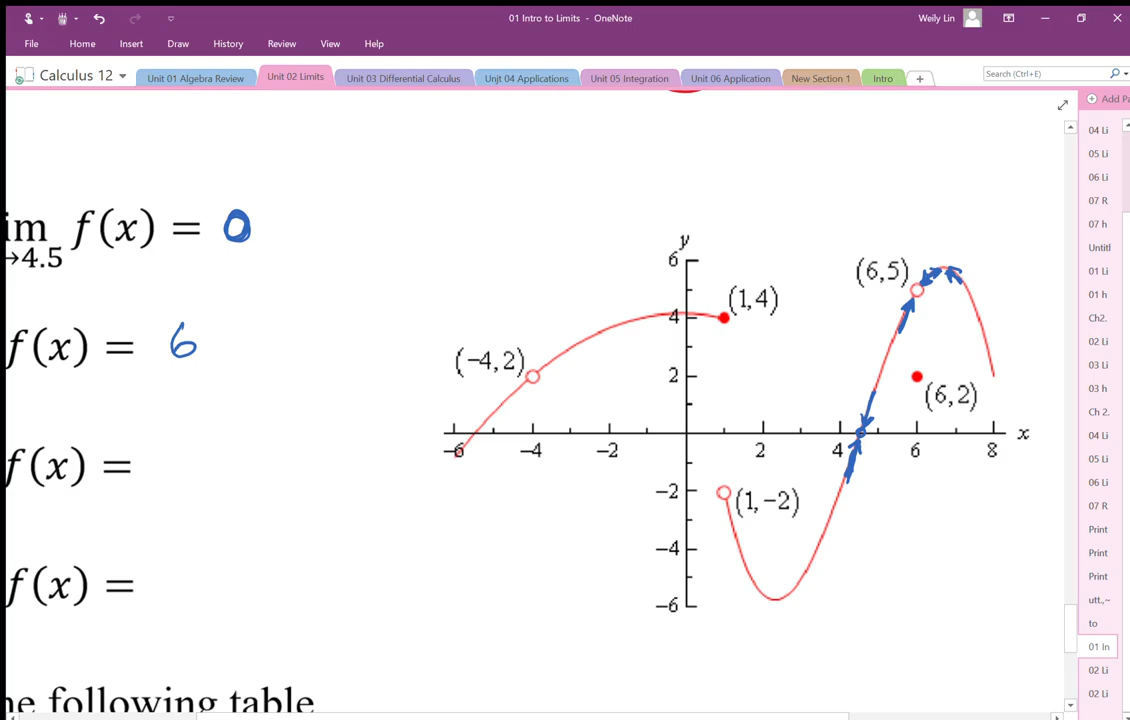 01 Intro to Limits - OneNote
Weily Lin
File Home Insert Draw History Review View Help
Calculus 12
Unit 01 Algebra Review
Unit 02 Limits
Unit 03 Differential Calculus
Unit 04 Applications
Unit 05 Integration
Unit 06 Application
New Section 1
Intro
+
Search (Ctrl+E)
Add Pa
04 Li
05 Li
06 Li
07 R
07 h
Untitl
01 Li
01 h
Ch2.
02 Li
03 Li
03 h
Ch 2.
04 Li
05 Li
06 Li
07 R
Print
Print
Print
utt.,~
to
01 In
02 Li
02 Li
im f(x) = 0
→4.5
f(x) = 6
f(x) =
f(x) =
he following table
y
6
4
2
-2
-4
-6
-6 -4 -2 2 4 6 8 x
(-4,2)
(1,4)
(6,5)
(6,2)
(1,-2)